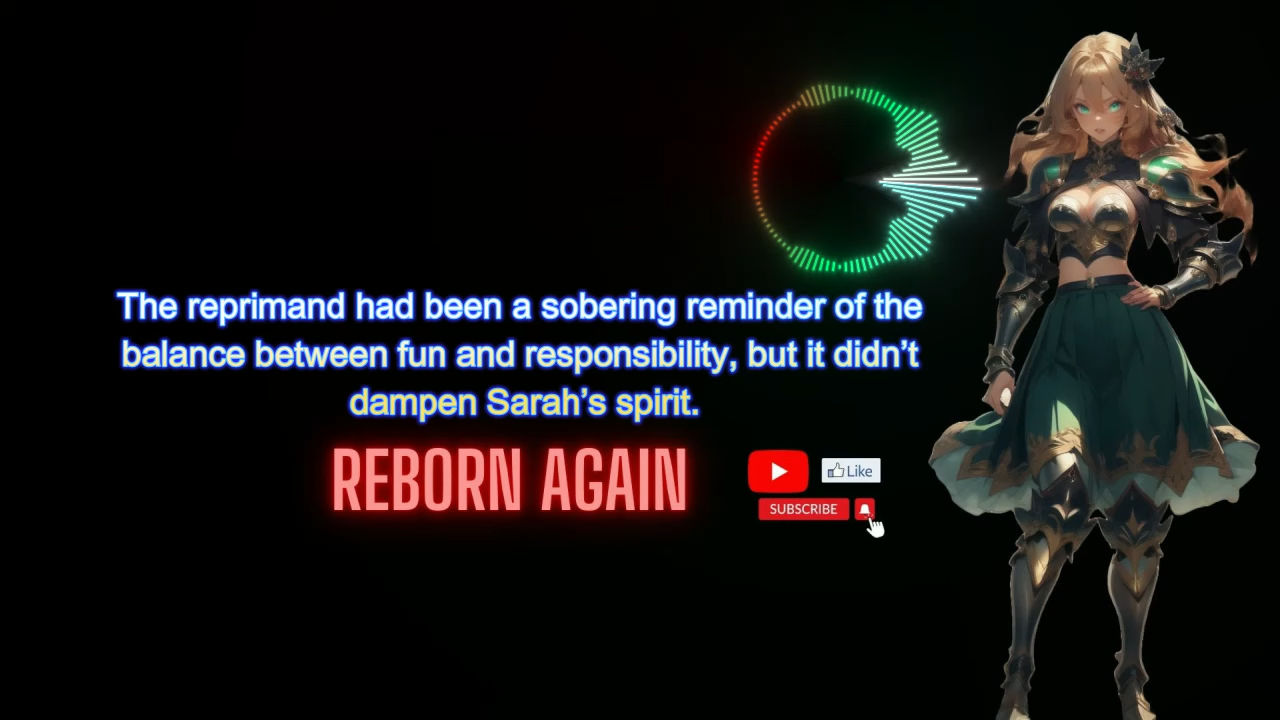 The reprimand had been a sobering reminder of the
balance between fun and responsibility, but it didn’t
dampen Sarah’s spirit.
REBORN AGAIN
Like
SUBSCRIBE